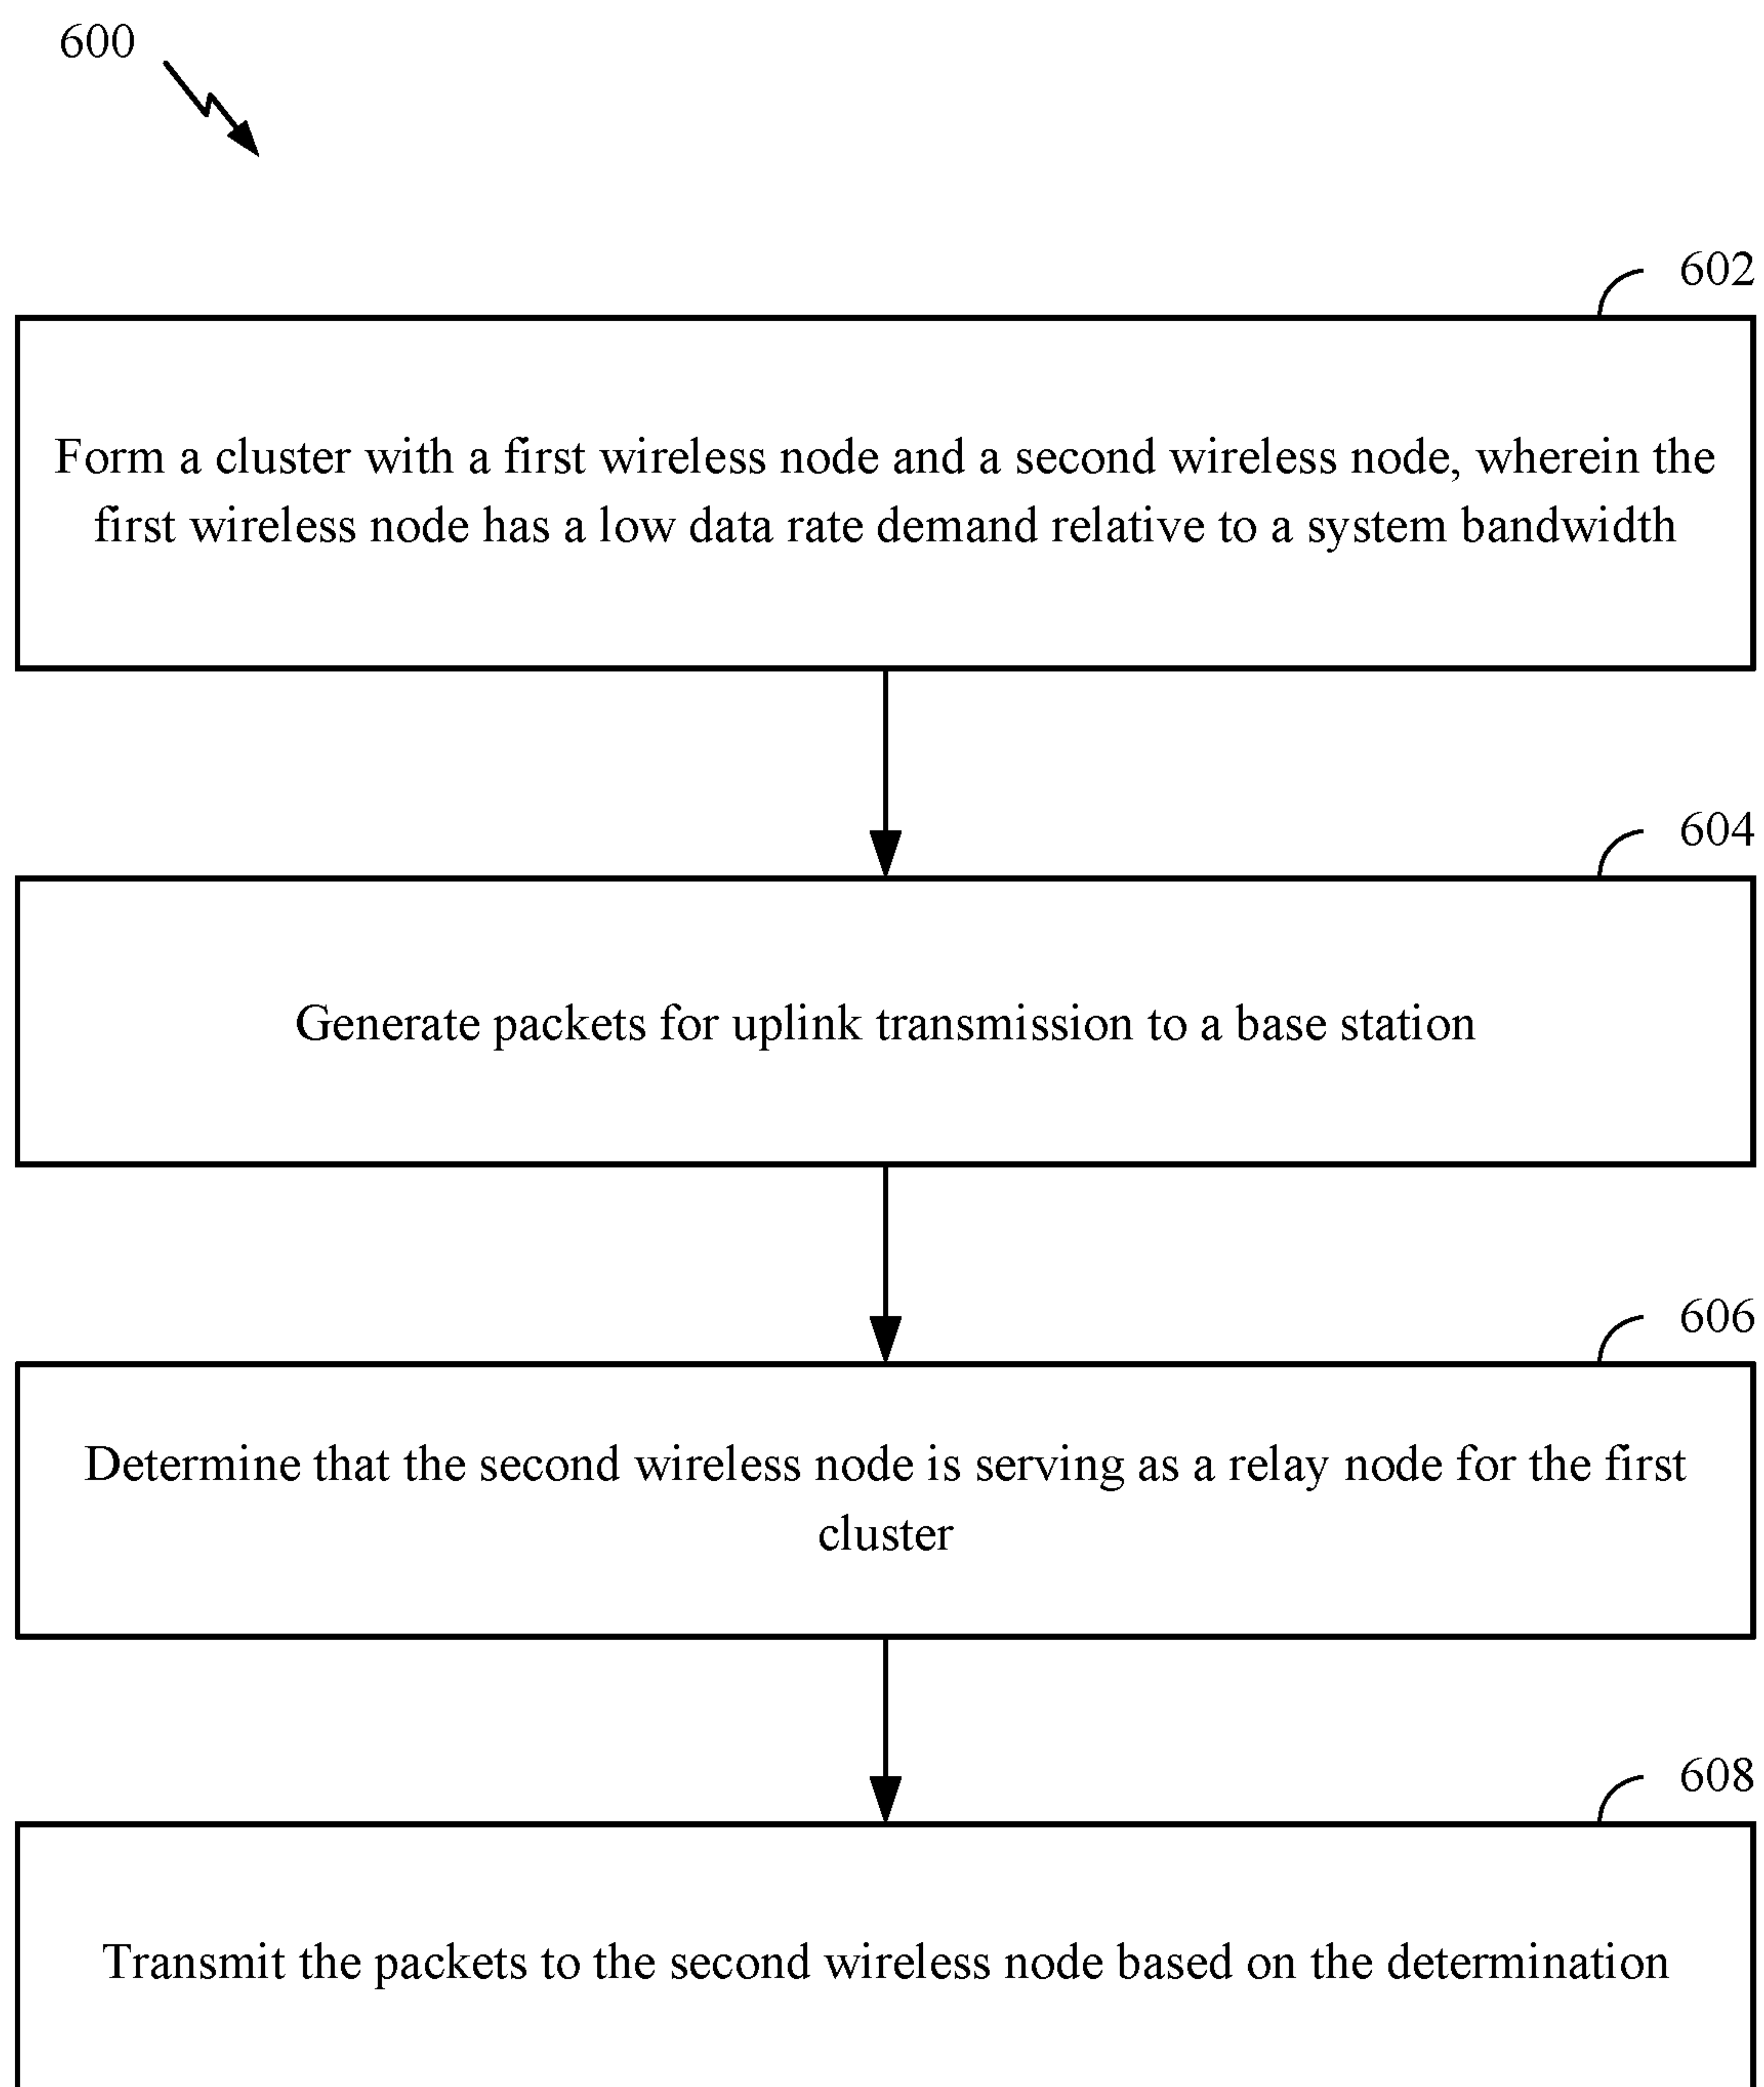 600
602
Form a cluster with a first wireless node and a second wireless node, wherein the
first wireless node has a low data rate demand relative to a system bandwidth
604
Generate packets for uplink transmission to a base station
606
Determine that the second wireless node is serving as a relay node for the first
cluster
608
Transmit the packets to the second wireless node based on the determination